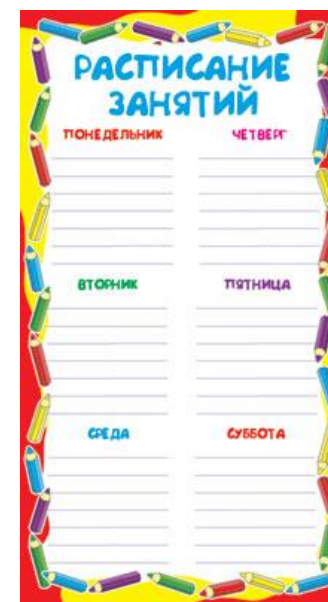 РАСПИСАНИЕ
ЗАНЯТИЙ
ПОНЕДЕЛЬНИК
ЧЕТВЕРГ
ВТОРНИК
ПЯТНИЦА
СРЕДА
СУББОТА